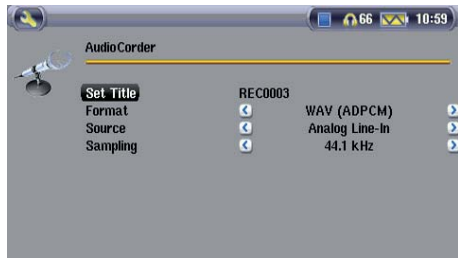 66 10:59
AudioCorder
Set Title REC0003
Format WAV (ADPCM)
Source Analog Line-In
Sampling 44.1 kHz